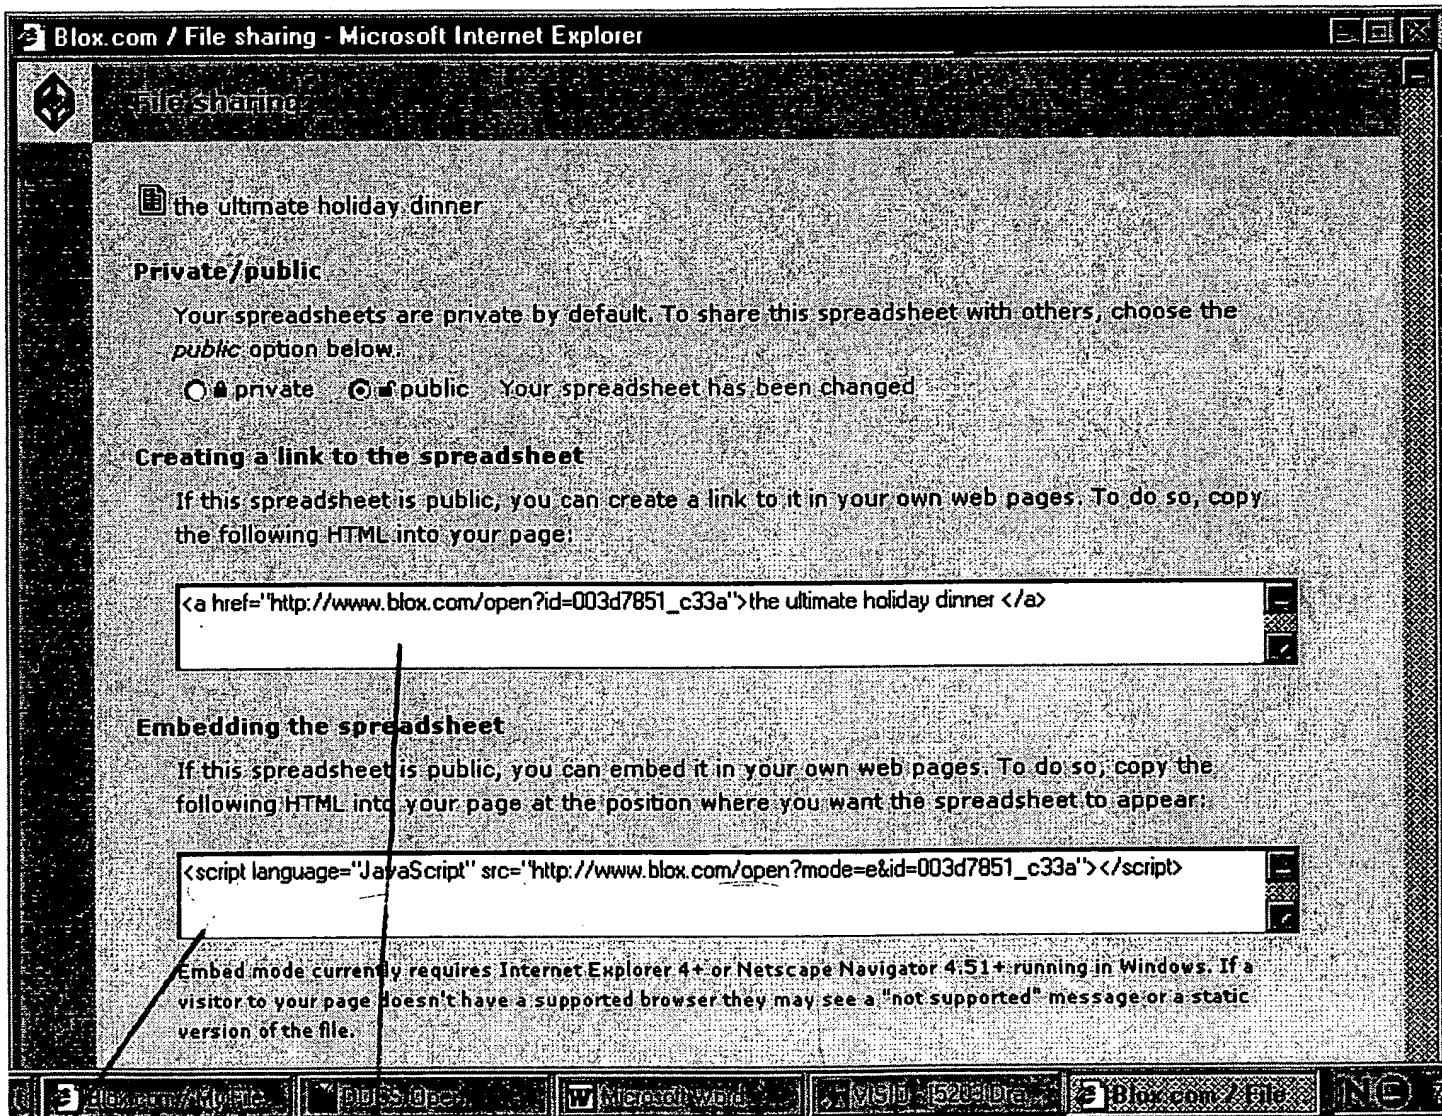 Blox.com / File sharing - Microsoft Internet Explorer
File sharing
the ultimate holiday dinner
Private/public
Your spreadsheets are private by default. To share this spreadsheet with others, choose the
public option below.
private public Your spreadsheet has been changed
Creating a link to the spreadsheet
If this spreadsheet is public, you can create a link to it in your own web pages. To do so, copy
the following HTML into your page:
<a href="http://www.blox.com/open?id=003d7851_c33a">the ultimate holiday dinner </a>
Embedding the spreadsheet
If this spreadsheet is public, you can embed it in your own web pages. To do so, copy the
following HTML into your page at the position where you want the spreadsheet to appear:
<script language="JavaScript" src="http://www.blox.com/open?mode=e&id=003d7851_c33a"></script>
Embed mode currently requires Internet Explorer 4+ or Netscape Navigator 4.51+ running in Windows. If a
visitor to your page doesn't have a supported browser they may see a "not supported" message or a static
version of the file.
Blox.com / My File... Microsoft Word Blox.com / File ...